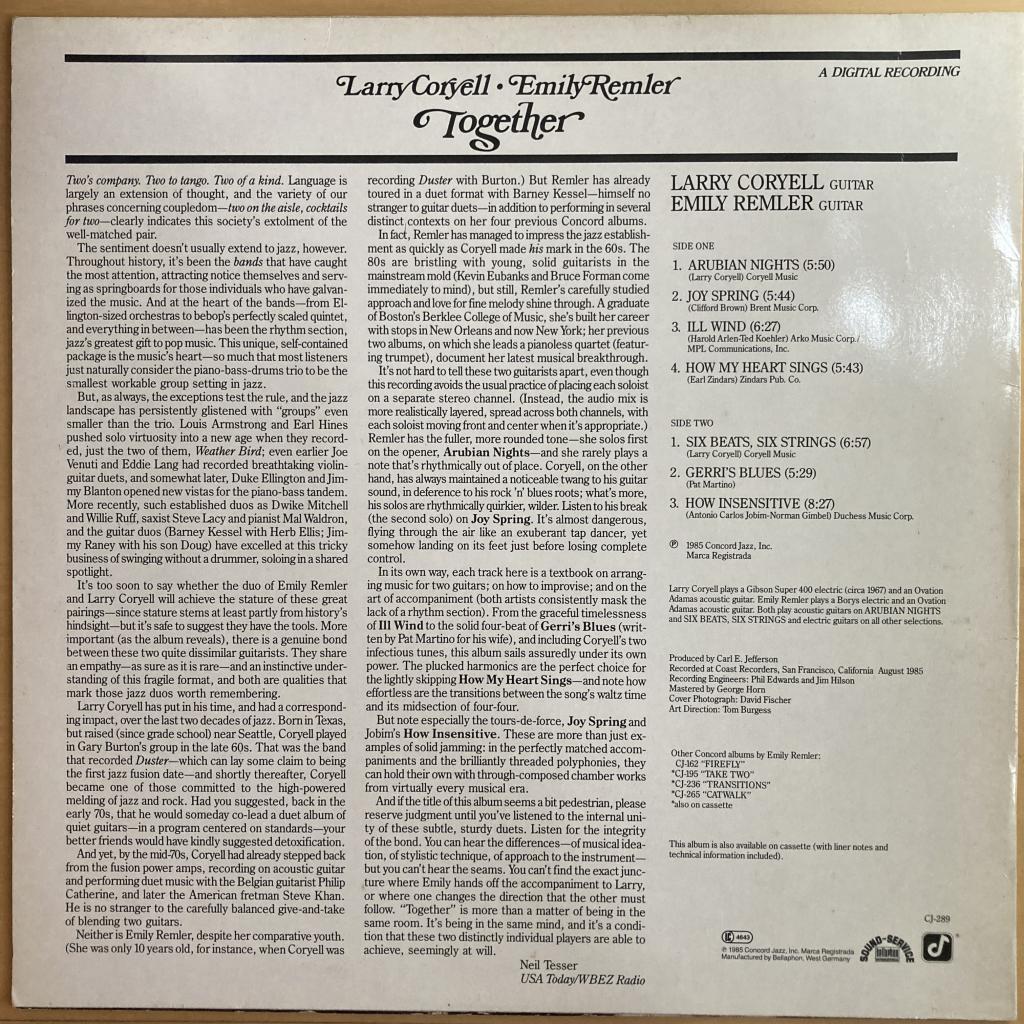 Larry Coryell • Emily Remler
Together
A DIGITAL RECORDING
Two's company. Two to tango. Two of a kind. Language is
largely an extension of thought, and the variety of our
phrases concerning coupledom—two on the aisle, cocktails
for two—clearly indicates this society's extolment of the
well-matched pair.
The sentiment doesn't usually extend to jazz, however.
Throughout history, it's been the bands that have caught
the most attention, attracting notice themselves and serv-
ing as springboards for those individuals who have galvan-
ized the music. And at the heart of the bands—from El-
lington-sized orchestras to bebop's perfectly scaled quintet,
and everything in between—has been the rhythm section,
jazz's greatest gift to pop music. This unique, self-contained
package is the music's heart—so much that most listeners
just naturally consider the piano-bass-drums trio to be the
smallest workable group setting in jazz.
But, as always, the exceptions test the rule, and the jazz
landscape has persistently glistened with "groups" even
smaller than the trio. Louis Armstrong and Earl Hines
pushed solo virtuosity into a new age when they record-
ed, just the two of them, Weather Bird; even earlier Joe
Venuti and Eddie Lang had recorded breathtaking violin-
guitar duets, and somewhat later, Duke Ellington and Jim-
my Blanton opened new vistas for the piano-bass tandem.
More recently, such established duos as Dwike Mitchell
and Willie Ruff, saxist Steve Lacy and pianist Mal Waldron,
and the guitar duos (Barney Kessel with Herb Ellis; Jim-
my Raney with his son Doug) have excelled at this tricky
business of swinging without a drummer, soloing in a shared
spotlight.
It's too soon to say whether the duo of Emily Remler
and Larry Coryell will achieve the stature of these great
pairings—since stature stems at least partly from history's
hindsight—but it's safe to suggest they have the tools. More
important (as the album reveals), there is a genuine bond
between these two quite dissimilar guitarists. They share
an empathy—as sure as it is rare—and an instinctive under-
standing of this fragile format, and both are qualities that
mark those jazz duos worth remembering.
Larry Coryell has put in his time, and had a correspond-
ing impact, over the last two decades of jazz. Born in Texas,
but raised (since grade school) near Seattle, Coryell played
in Gary Burton's group in the late 60s. That was the band
that recorded Duster—which can lay some claim to being
the first jazz fusion date—and shortly thereafter, Coryell
became one of those committed to the high-powered
melding of jazz and rock. Had you suggested, back in the
early 70s, that he would someday co-lead a duet album of
quiet guitars—in a program centered on standards—your
better friends would have kindly suggested detoxification.
And yet, by the mid-70s, Coryell had already stepped back
from the fusion power amps, recording on acoustic guitar
and performing duet music with the Belgian guitarist Philip
Catherine, and later the American fretman Steve Khan.
He is no stranger to the carefully balanced give-and-take
of blending two guitars.
Neither is Emily Remler, despite her comparative youth.
(She was only 10 years old, for instance, when Coryell was
recording Duster with Burton.) But Remler has already
toured in a duet format with Barney Kessel—himself no
stranger to guitar duets—in addition to performing in several
distinct contexts on her four previous Concord albums.
In fact, Remler has managed to impress the jazz establish-
ment as quickly as Coryell made his mark in the 60s. The
80s are bristling with young, solid guitarists in the
mainstream mold (Kevin Eubanks and Bruce Forman come
immediately to mind), but still, Remler's carefully studied
approach and love for fine melody shine through. A graduate
of Boston's Berklee College of Music, she's built her career
with stops in New Orleans and now New York; her previous
two albums, on which she leads a pianoless quartet (featur-
ing trumpet), document her latest musical breakthrough.
It's not hard to tell these two guitarists apart, even though
this recording avoids the usual practice of placing each soloist
on a separate stereo channel. (Instead, the audio mix is
more realistically layered, spread across both channels, with
each soloist moving front and center when it's appropriate.)
Remler has the fuller, more rounded tone—she solos first
on the opener, Arubian Nights—and she rarely plays a
note that's rhythmically out of place. Coryell, on the other
hand, has always maintained a noticeable twang to his guitar
sound, in deference to his rock 'n' blues roots; what's more,
his solos are rhythmically quirkier, wilder. Listen to his break
(the second solo) on Joy Spring. It's almost dangerous,
flying through the air like an exuberant tap dancer, yet
somehow landing on its feet just before losing complete
control.
In its own way, each track here is a textbook on arrang-
ing music for two guitars; on how to improvise; and on the
art of accompaniment (both artists consistently mask the
lack of a rhythm section). From the graceful timelessness
of Ill Wind to the solid four-beat of Gerri's Blues (writ-
ten by Pat Martino for his wife), and including Coryell's two
infectious tunes, this album sails assuredly under its own
power. The plucked harmonics are the perfect choice for
the lightly skipping How My Heart Sings—and note how
effortless are the transitions between the song's waltz time
and its midsection of four-four.
But note especially the tours-de-force, Joy Spring and
Jobim's How Insensitive. These are more than just ex-
amples of solid jamming: in the perfectly matched accom-
paniments and the brilliantly threaded polyphonies, they
can hold their own with through-composed chamber works
from virtually every musical era.
And if the title of this album seems a bit pedestrian, please
reserve judgment until you've listened to the internal uni-
ty of these subtle, sturdy duets. Listen for the integrity
of the bond. You can hear the differences—of musical idea-
tion, of stylistic technique, of approach to the instrument—
but you can't hear the seams. You can't find the exact junc-
ture where Emily hands off the accompaniment to Larry,
or where one changes the direction that the other must
follow. "Together" is more than a matter of being in the
same room. It's being in the same mind, and it's a condi-
tion that these two distinctly individual players are able to
achieve, seemingly at will.
Neil Tesser
USA Today/WBEZ Radio
LARRY CORYELL GUITAR
EMILY REMLER GUITAR
SIDE ONE
1. ARUBIAN NIGHTS (5:50)
(Larry Coryell) Coryell Music
2. JOY SPRING (5:44)
(Clifford Brown) Brent Music Corp.
3. ILL WIND (6:27)
(Harold Arlen-Ted Koehler) Arko Music Corp./
MPL Communications, Inc.
4. HOW MY HEART SINGS (5:43)
(Earl Zindars) Zindars Pub. Co.
SIDE TWO
1. SIX BEATS, SIX STRINGS (6:57)
(Larry Coryell) Coryell Music
2. GERRI'S BLUES (5:29)
(Pat Martino)
3. HOW INSENSITIVE (8:27)
(Antonio Carlos Jobim-Norman Gimbel) Duchess Music Corp.
℗ 1985 Concord Jazz, Inc.
Marca Registrada
Larry Coryell plays a Gibson Super 400 electric (circa 1967) and an Ovation
Adamas acoustic guitar. Emily Remler plays a Borys electric and an Ovation
Adamas acoustic guitar. Both play acoustic guitars on ARUBIAN NIGHTS
and SIX BEATS, SIX STRINGS and electric guitars on all other selections.
Produced by Carl E. Jefferson
Recorded at Coast Recorders, San Francisco, California August 1985
Recording Engineers: Phil Edwards and Jim Hilson
Mastered by George Horn
Cover Photograph: David Fischer
Art Direction: Tom Burgess
Other Concord albums by Emily Remler:
CJ-162 "FIREFLY"
*CJ-195 "TAKE TWO"
*CJ-236 "TRANSITIONS"
*CJ-265 "CATWALK"
*also on cassette
This album is also available on cassette (with liner notes and
technical information included).
CJ-289
LC 4643
℗ 1985 Concord Jazz, Inc. Marca Registrada
Manufactured by Bellaphon, West Germany
SOUND-SERVICE
bellaphon